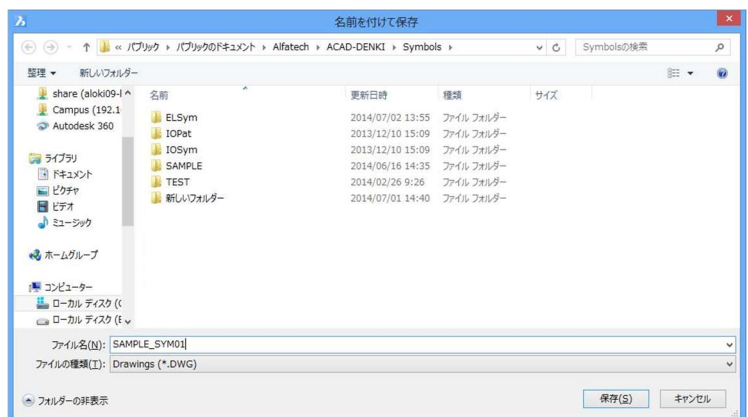 名前を付けて保存
« パブリック ▸ パブリックのドキュメント ▸ Alfatech ▸ ACAD-DENKI ▸ Symbols ▸
Symbolsの検索
整理 ▼ 新しいフォルダー
share (aloki09-l
Campus (192.1
Autodesk 360
ライブラリ
ドキュメント
ピクチャ
ビデオ
ミュージック
ホームグループ
コンピューター
ローカル ディスク (C
ローカル ディスク (E
名前 更新日時 種類 サイズ
ELSym 2014/07/02 13:55 ファイル フォルダー
IOPat 2013/12/10 15:09 ファイル フォルダー
IOSym 2013/12/10 15:09 ファイル フォルダー
SAMPLE 2014/06/16 14:35 ファイル フォルダー
TEST 2014/02/26 9:26 ファイル フォルダー
新しいフォルダー 2014/07/01 14:40 ファイル フォルダー
ファイル名(N): SAMPLE_SYM01
ファイルの種類(T): Drawings (*.DWG)
フォルダーの非表示
保存(S) キャンセル